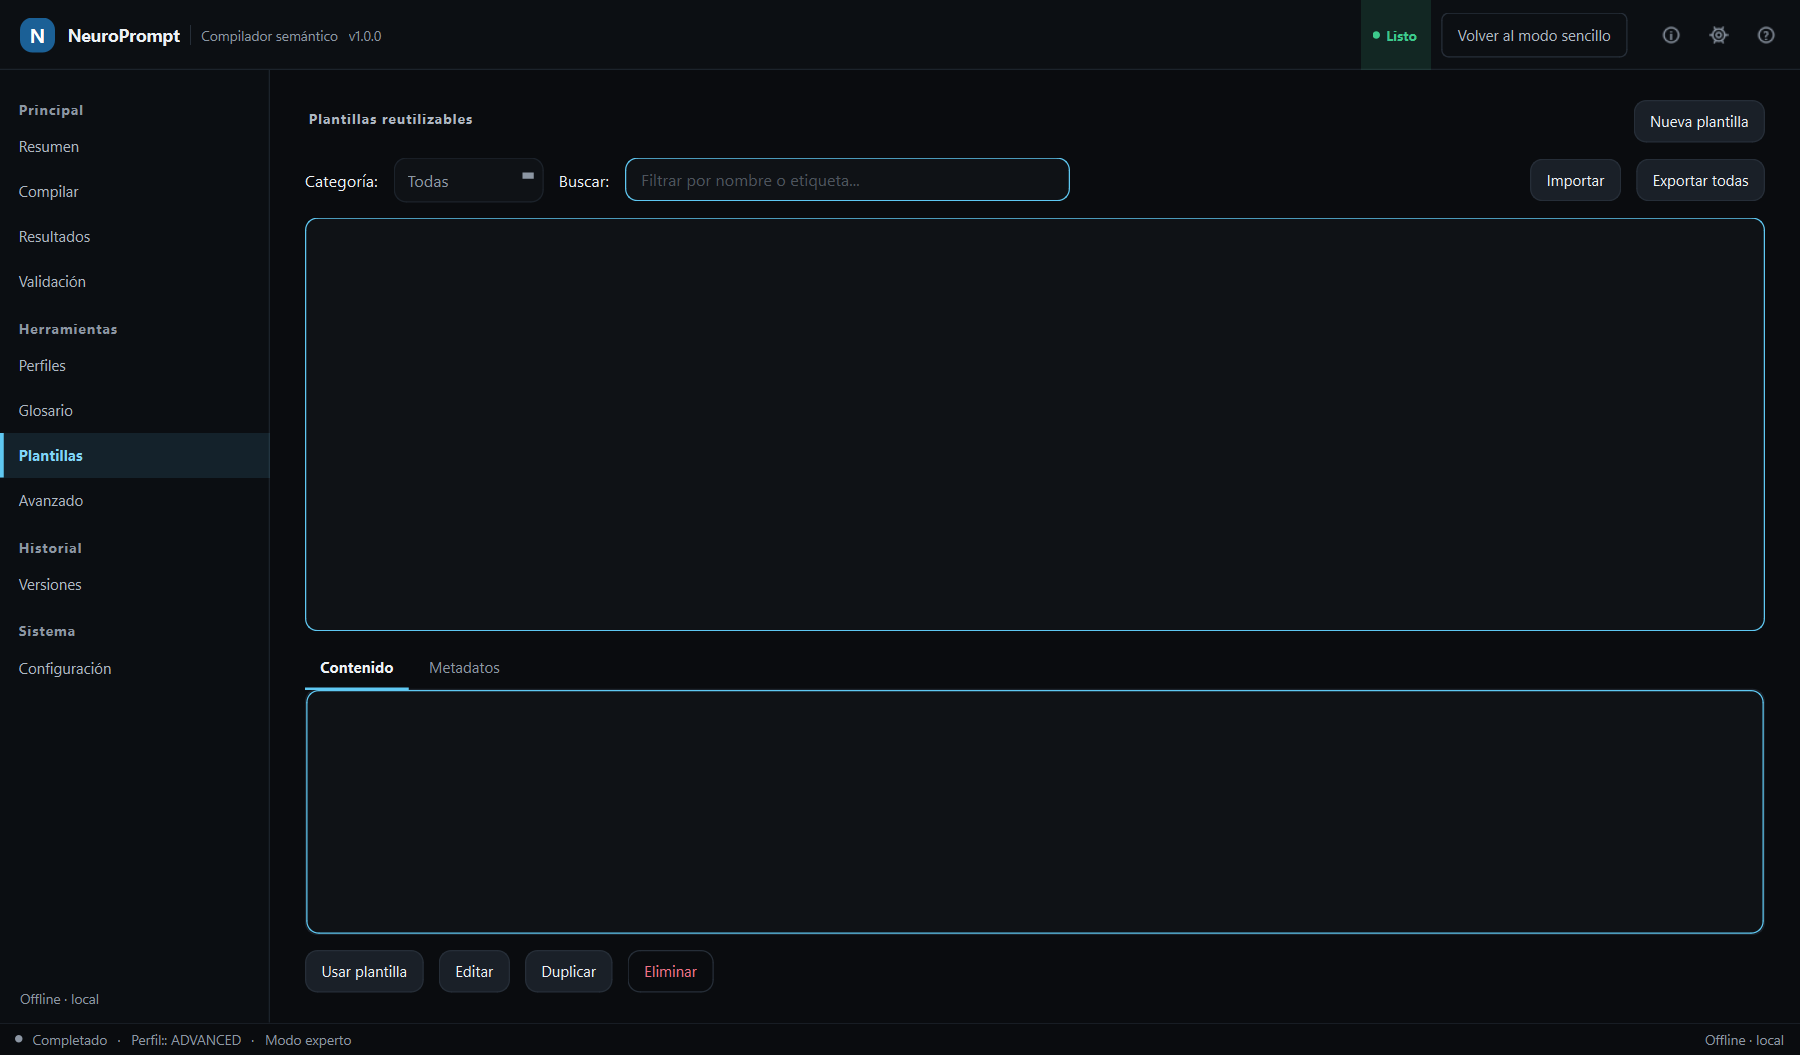 N NeuroPrompt Compilador semántico v1.0.0
Listo
Volver al modo sencillo
Principal
Resumen
Compilar
Resultados
Validación
Herramientas
Perfiles
Glosario
Plantillas
Avanzado
Historial
Versiones
Sistema
Configuración
Offline · local
Plantillas reutilizables
Nueva plantilla
Categoría: Todas Buscar: Filtrar por nombre o etiqueta...
Importar Exportar todas
Contenido Metadatos
Usar plantilla Editar Duplicar Eliminar
Completado · Perfil:: ADVANCED · Modo experto
Offline · local